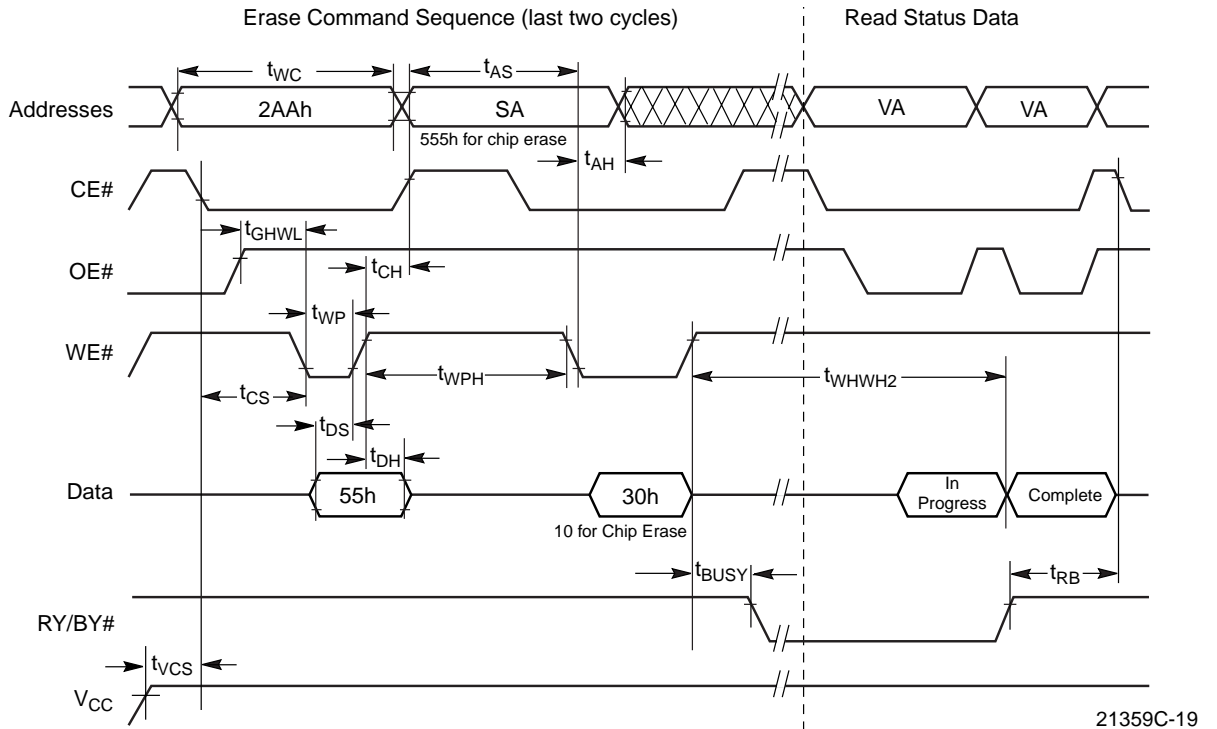 Erase Command Sequence (last two cycles)
Read Status Data
tWC
tAS
Addresses
2AAh
SA
VA
VA
555h for chip erase
tAH
CE#
tGHWL
OE#
tCH
tWP
WE#
tWPH
tWHWH2
tCS
tDS
tDH
Data
55h
30h
In
Progress
Complete
10 for Chip Erase
tBUSY
tRB
RY/BY#
tVCS
VCC
21359C-19